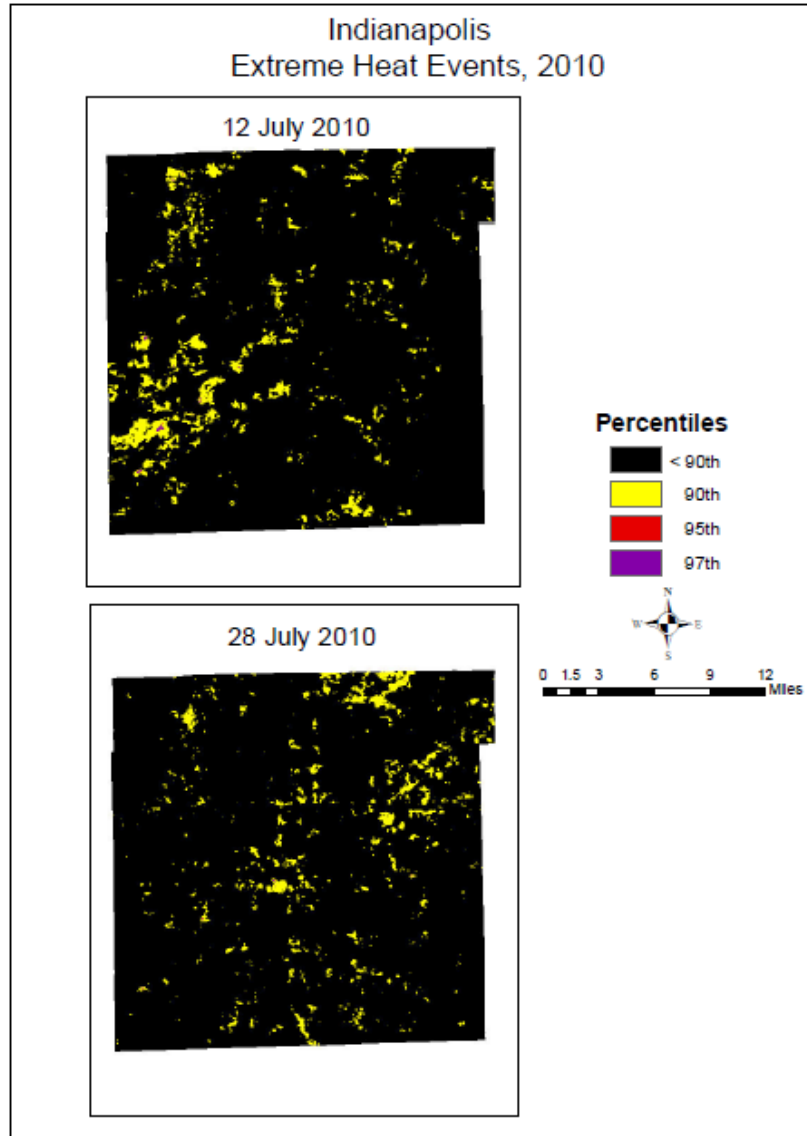 Indianapolis
Extreme Heat Events, 2010
12 July 2010
Percentiles
< 90th
90th
95th
97th
N
W E
S
0 1.5 3 6 9 12
Miles
28 July 2010